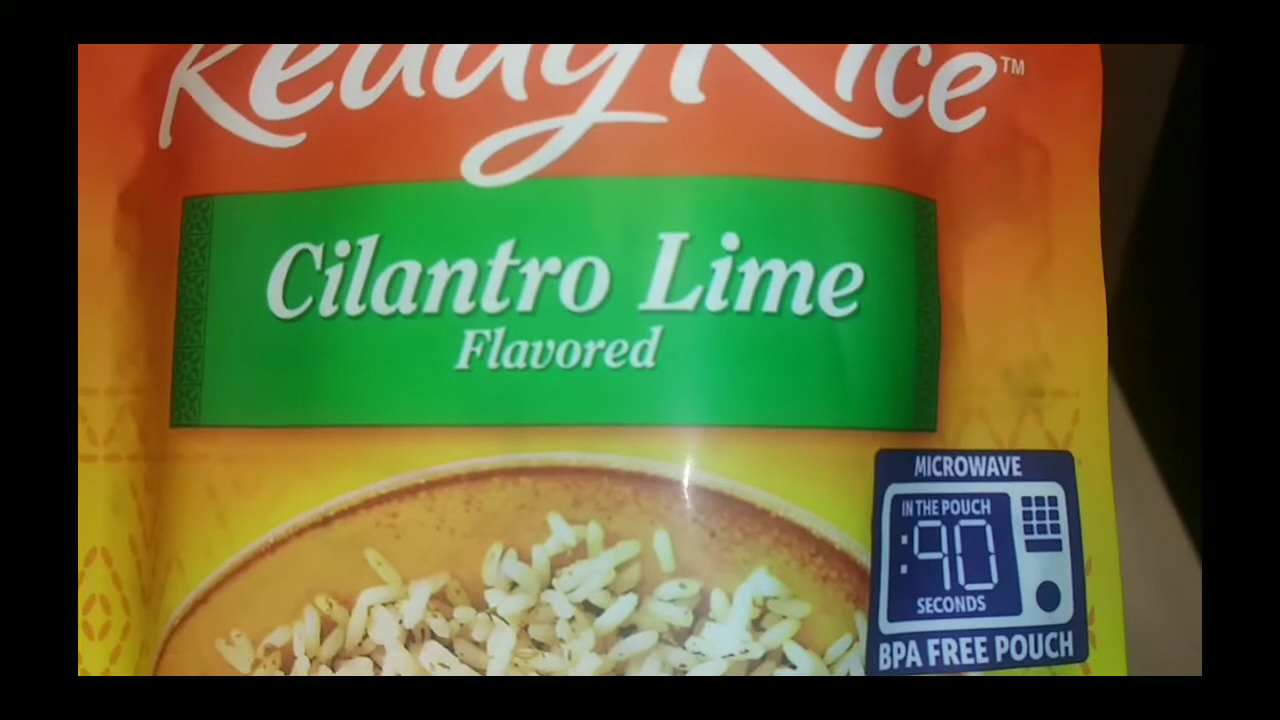 Ready Rice™
Cilantro Lime
Flavored
MICROWAVE
IN THE POUCH
:90
SECONDS
BPA FREE POUCH